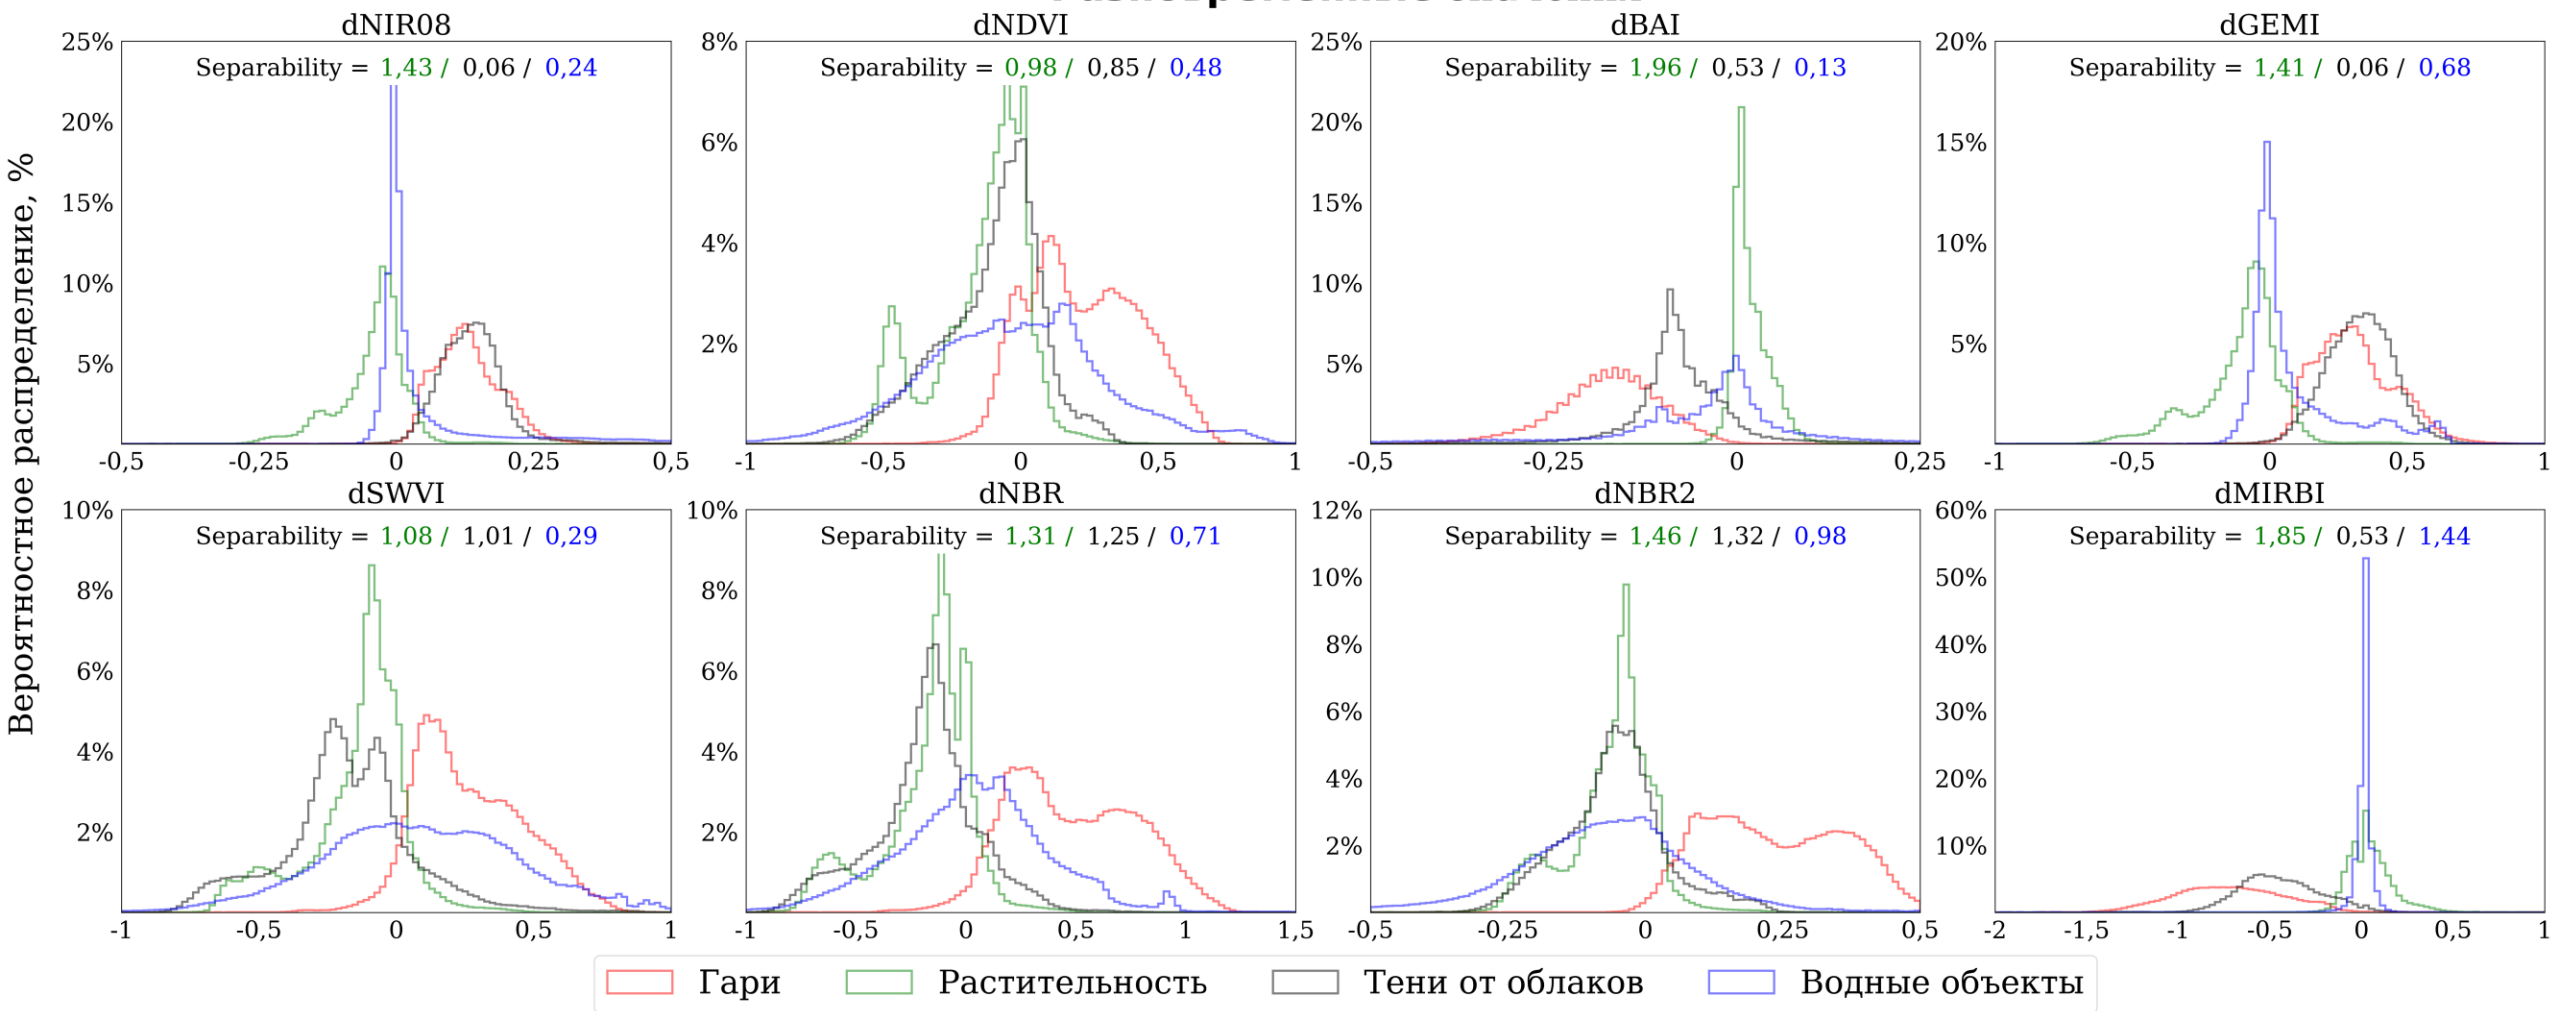 dNIR08 dNDVI dBAI dGEMI
25% 8% 25% 20%
Separability = 1,43 / 0,06 / 0,24 Separability = 0,98 / 0,85 / 0,48 Separability = 1,96 / 0,53 / 0,13 Separability = 1,41 / 0,06 / 0,68
20% 6% 20% 15%
15% 4% 15% 10%
10% 2% 10% 5%
5% 5%
-0,5 -0,25 0 0,25 0,5 -1 -0,5 0 0,5 1 -0,5 -0,25 0 0,25 -1 -0,5 0 0,5 1
Вероятностное распределение, %
dSWVI dNBR dNBR2 dMIRBI
10% 10% 12% 60%
Separability = 1,08 / 1,01 / 0,29 Separability = 1,31 / 1,25 / 0,71 Separability = 1,46 / 1,32 / 0,98 Separability = 1,85 / 0,53 / 1,44
8% 8% 10% 50%
6% 6% 8% 40%
4% 4% 6% 30%
2% 2% 4% 20%
2% 10%
-1 -0,5 0 0,5 1 -1 -0,5 0 0,5 1 1,5 -0,5 -0,25 0 0,25 0,5 -2 -1,5 -1 -0,5 0 0,5 1
Гари Растительность Тени от облаков Водные объекты